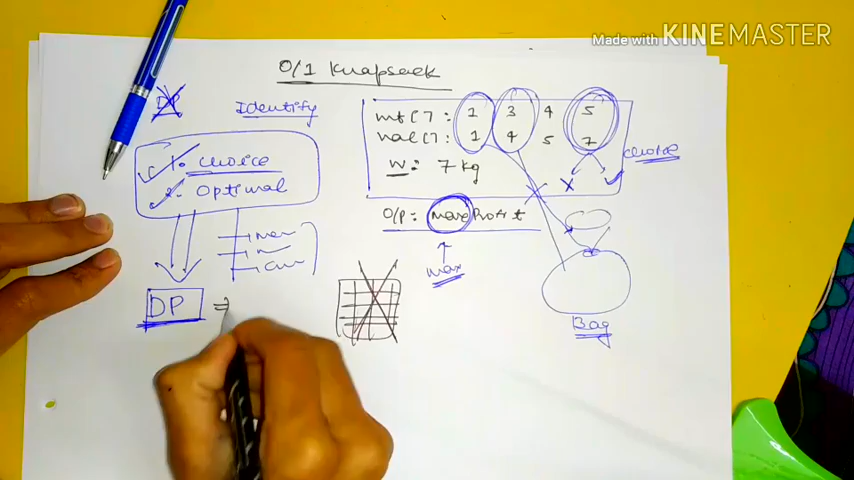 Made with KINEMASTER
0/1 Knapsack
DP
Identify
1. choice
2. optimal
DP
wt[] : 1 3 4 5
val[] : 1 4 5 7
W : 7 kg
choice
O/P : max Profit
max
Bag